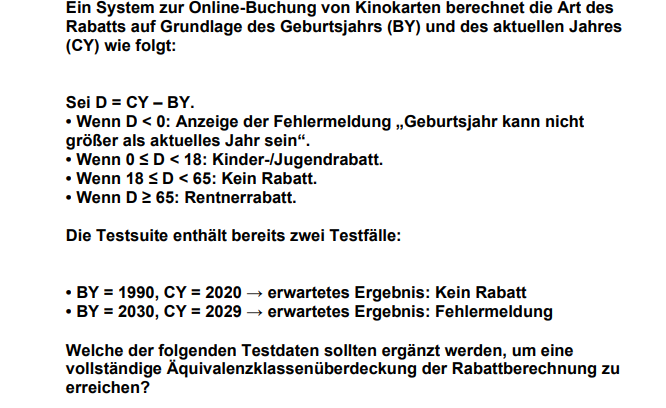 Ein System zur Online-Buchung von Kinokarten berechnet die Art des
Rabatts auf Grundlage des Geburtsjahrs (BY) und des aktuellen Jahres
(CY) wie folgt:
Sei D = CY – BY.
• Wenn D < 0: Anzeige der Fehlermeldung „Geburtsjahr kann nicht
größer als aktuelles Jahr sein“.
• Wenn 0 ≤ D < 18: Kinder-/Jugendrabatt.
• Wenn 18 ≤ D < 65: Kein Rabatt.
• Wenn D ≥ 65: Rentnerrabatt.
Die Testsuite enthält bereits zwei Testfälle:
• BY = 1990, CY = 2020 → erwartetes Ergebnis: Kein Rabatt
• BY = 2030, CY = 2029 → erwartetes Ergebnis: Fehlermeldung
Welche der folgenden Testdaten sollten ergänzt werden, um eine
vollständige Äquivalenzklassenüberdeckung der Rabattberechnung zu
erreichen?